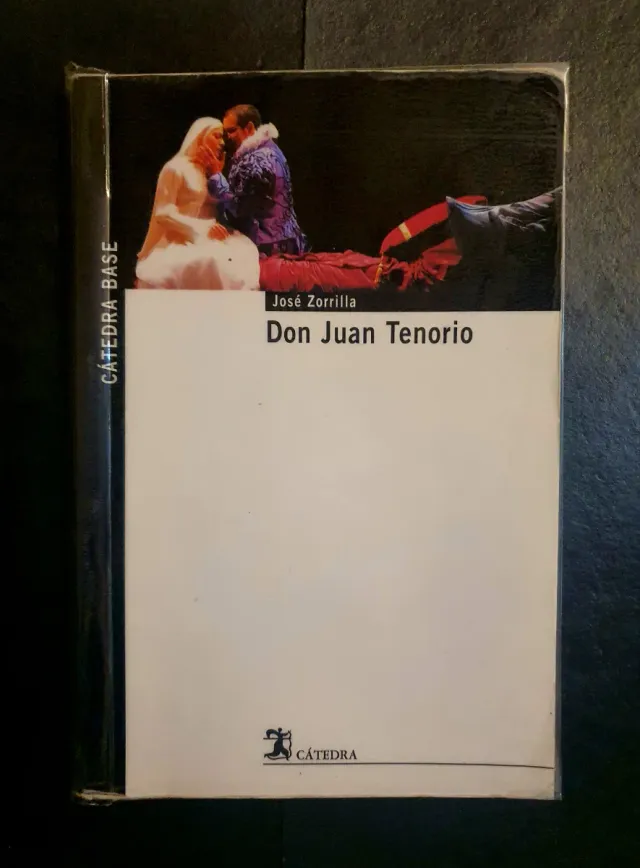 CÁTEDRA BASE
José Zorrilla
Don Juan Tenorio
CÁTEDRA